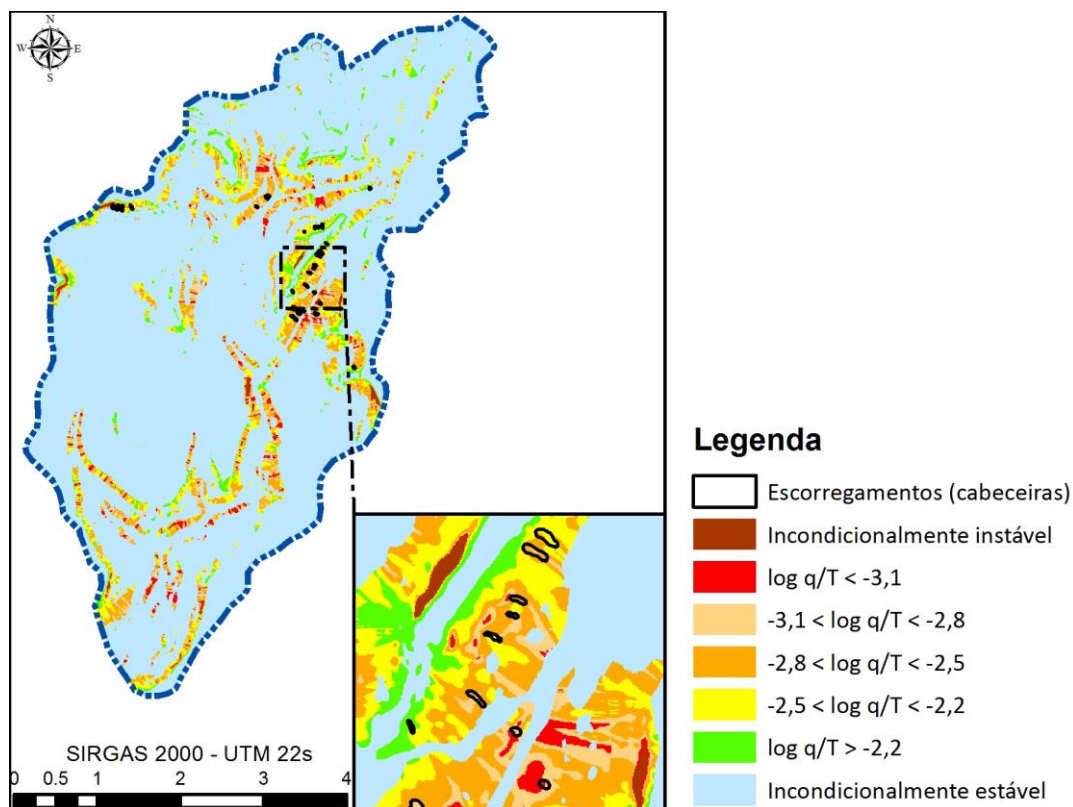 N
W E
S
SIRGAS 2000 - UTM 22s
0 0.5 1 2 3 4
Legenda
Escorregamentos (cabeceiras)
Incondicionalmente instável
log q/T < -3,1
-3,1 < log q/T < -2,8
-2,8 < log q/T < -2,5
-2,5 < log q/T < -2,2
log q/T > -2,2
Incondicionalmente estável